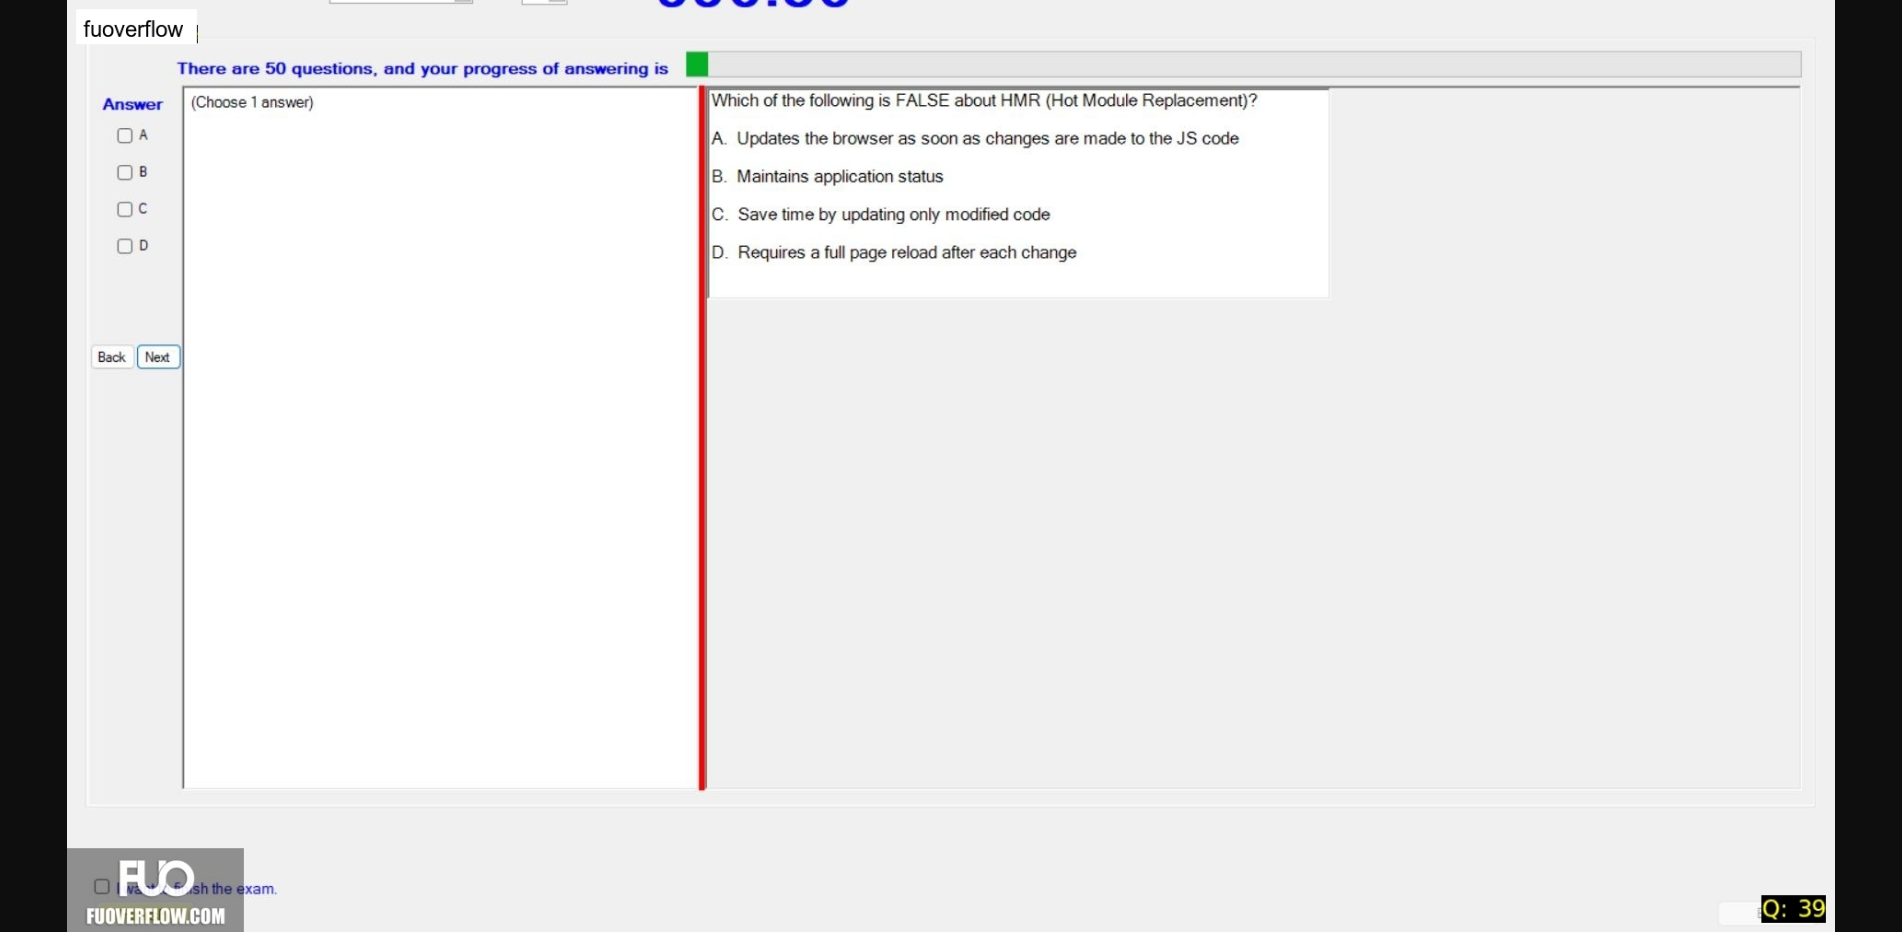 fuoverflow
There are 50 questions, and your progress of answering is
Answer
A
B
C
D
Back Next
(Choose 1 answer)
Which of the following is FALSE about HMR (Hot Module Replacement)?
A. Updates the browser as soon as changes are made to the JS code
B. Maintains application status
C. Save time by updating only modified code
D. Requires a full page reload after each change
FUO
sh the exam.
FUOVERFLOW.COM
Q: 39